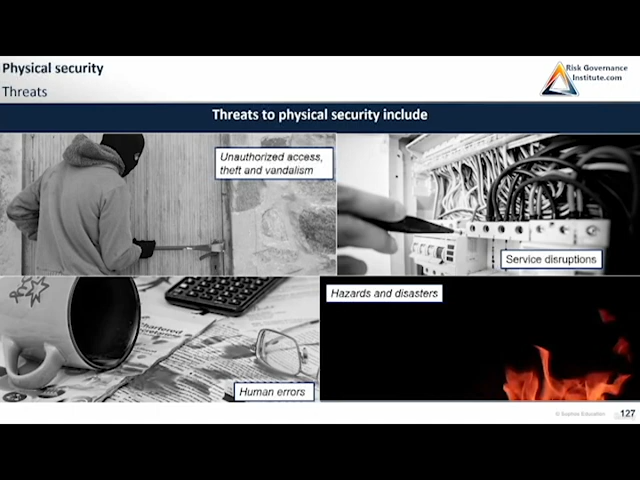 Physical security
Threats
Risk Governance
Institute.com
Threats to physical security include
Unauthorized access,
theft and vandalism
Service disruptions
Chartered
Hazards and disasters
Human errors
© Sophos Education
127